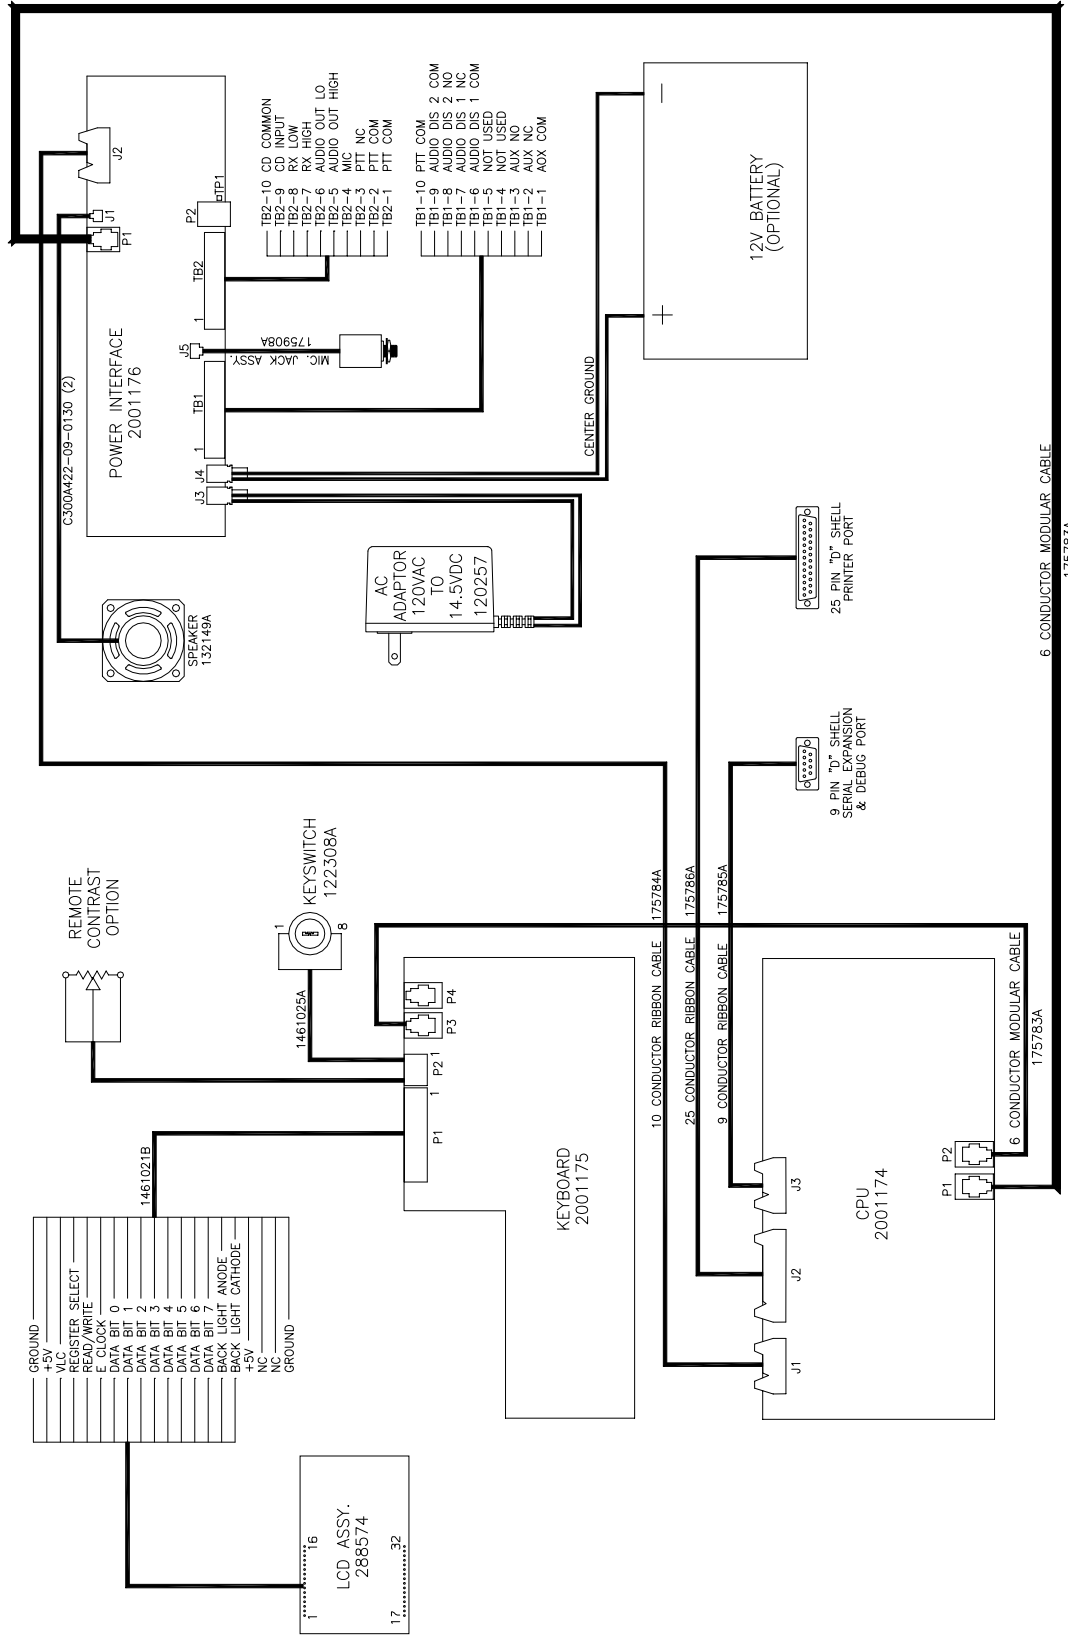 GROUND
+5V
VLC
REGISTER SELECT
READ/WRITE
E CLOCK
DATA BIT 0
DATA BIT 1
DATA BIT 2
DATA BIT 3
DATA BIT 4
DATA BIT 5
DATA BIT 6
DATA BIT 7
BACK LIGHT ANODE
BACK LIGHT CATHODE
+5V
NC
NC
GROUND
1461021B
LCD ASSY.
288574
1
16
17
32
REMOTE
CONTRAST
OPTION
1461025A
KEYSWITCH
122308A
1
8
P1
1
P2
1
P3
P4
KEYBOARD
2001175
SPEAKER
132149A
C300A422-09-0130 (2)
POWER INTERFACE
2001176
J2
J1
P1
P2
TP1
J3
J4
1
TB1
J5
1
TB2
MIC. JACK ASSY.
175908A
TB2-10 CD COMMON
TB2-9 CD INPUT
TB2-8 RX LOW
TB2-7 RX HIGH
TB2-6 AUDIO OUT LO
TB2-5 AUDIO OUT HIGH
TB2-4 MIC
TB2-3 PTT NC
TB2-2 PTT COM
TB2-1 PTT COM
TB1-10 PTT COM
TB1-9 AUDIO DIS 2 COM
TB1-8 AUDIO DIS 2 NO
TB1-7 AUDIO DIS 1 NC
TB1-6 AUDIO DIS 1 COM
TB1-5 NOT USED
TB1-4 NOT USED
TB1-3 AUX NO
TB1-2 AUX NC
TB1-1 AOX COM
AC
ADAPTOR
120VAC
TO
14.5VDC
120257
CENTER GROUND
12V BATTERY
(OPTIONAL)
+
−
10 CONDUCTOR RIBBON CABLE 175784A
25 CONDUCTOR RIBBON CABLE 175786A
9 CONDUCTOR RIBBON CABLE 175785A
25 PIN "D" SHELL
PRINTER PORT
9 PIN "D" SHELL
SERIAL EXPANSION
& DEBUG PORT
J1
J2
J3
CPU
2001174
P1
P2
6 CONDUCTOR MODULAR CABLE
175783A
6 CONDUCTOR MODULAR CABLE
175783A